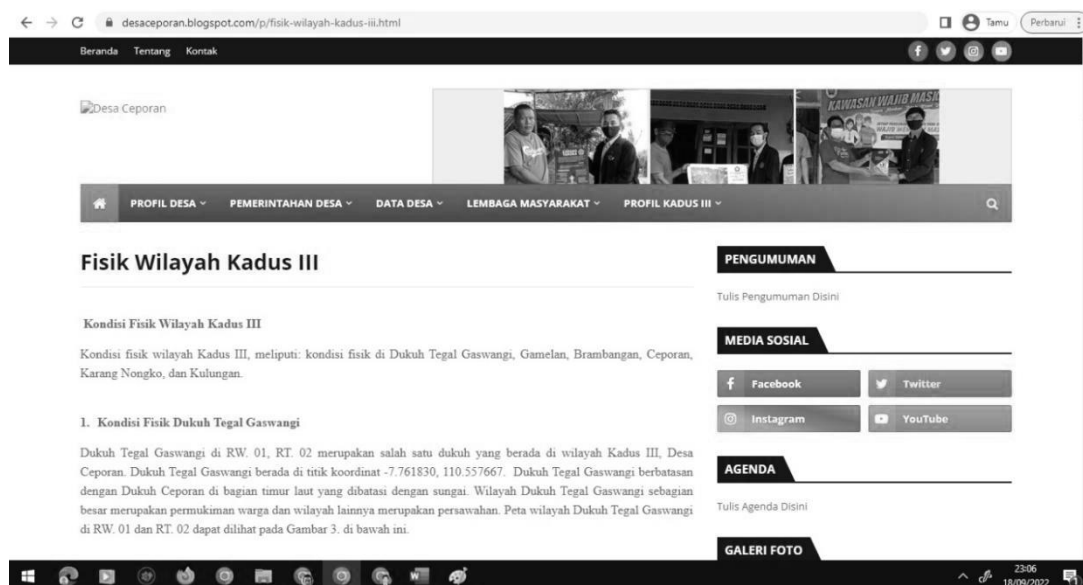 desaceporan.blogspot.com/p/fisik-wilayah-kadus-iii.html
Tamu
Perbarui
Beranda Tentang Kontak
Desa Ceporan
KAWASAN WAJIB MASK
PROFIL DESA PEMERINTAHAN DESA DATA DESA LEMBAGA MASYARAKAT PROFIL KADUS III
Fisik Wilayah Kadus III
Kondisi Fisik Wilayah Kadus III
Kondisi fisik wilayah Kadus III, meliputi: kondisi fisik di Dukuh Tegal Gaswangi, Gamelan, Brambangan, Ceporan,
Karang Nongko, dan Kulungan.
1. Kondisi Fisik Dukuh Tegal Gaswangi
Dukuh Tegal Gaswangi di RW. 01, RT. 02 merupakan salah satu dukuh yang berada di wilayah Kadus III, Desa
Ceporan. Dukuh Tegal Gaswangi berada di titik koordinat -7.761830, 110.557667. Dukuh Tegal Gaswangi berbatasan
dengan Dukuh Ceporan di bagian timur laut yang dibatasi dengan sungai. Wilayah Dukuh Tegal Gaswangi sebagian
besar merupakan permukiman warga dan wilayah lainnya merupakan persawahan. Peta wilayah Dukuh Tegal Gaswangi
di RW. 01 dan RT. 02 dapat dilihat pada Gambar 3. di bawah ini.
PENGUMUMAN
Tulis Pengumuman Disini
MEDIA SOSIAL
Facebook Twitter
Instagram YouTube
AGENDA
Tulis Agenda Disini
GALERI FOTO
23:06
18/09/2022